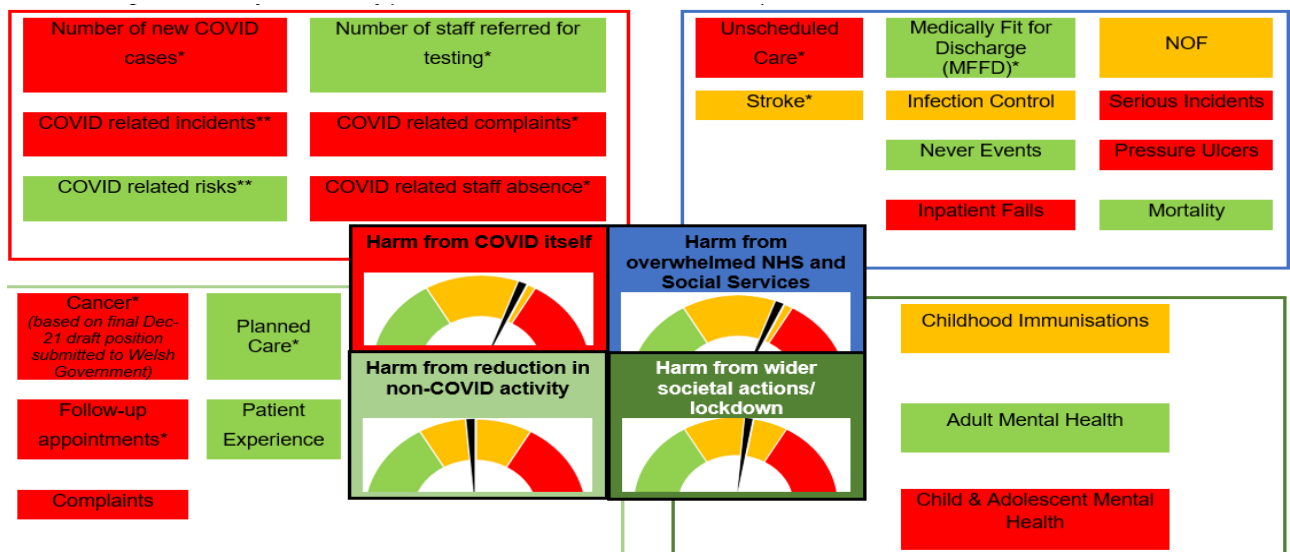 Number of new COVID
cases*
Number of staff referred for
testing*
COVID related incidents**
COVID related complaints*
COVID related risks**
COVID related staff absence*
Unscheduled
Care*
Medically Fit for
Discharge
(MFFD)*
NOF
Stroke*
Infection Control
Serious Incidents
Never Events
Pressure Ulcers
Inpatient Falls
Mortality
Harm from COVID itself
Harm from
overwhelmed NHS and
Social Services
Harm from reduction in
non-COVID activity
Harm from wider
societal actions/
lockdown
Cancer*
(based on final Dec-
21 draft position
submitted to Welsh
Government)
Planned
Care*
Follow-up
appointments*
Patient
Experience
Complaints
Childhood Immunisations
Adult Mental Health
Child & Adolescent Mental
Health